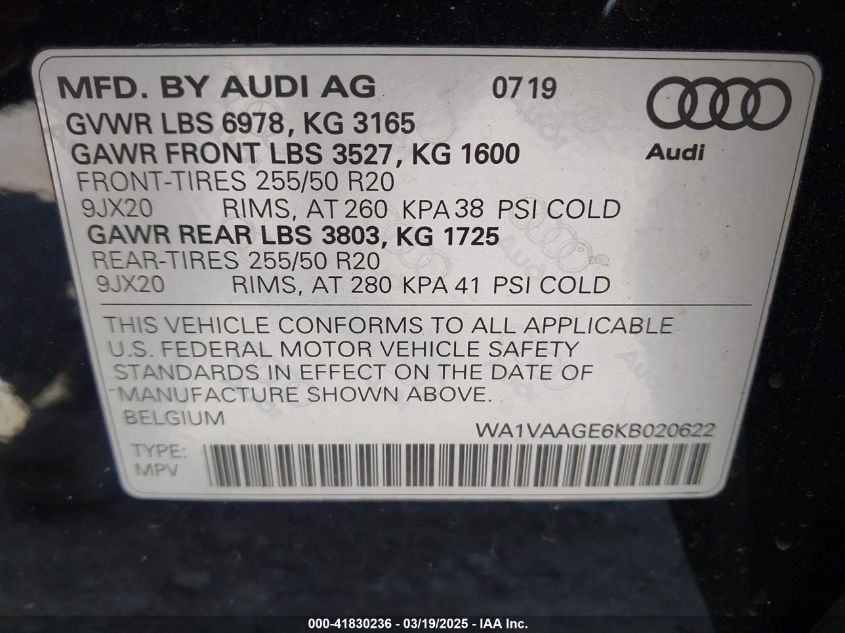 MFD. BY AUDI AG 0719
GVWR LBS 6978, KG 3165
GAWR FRONT LBS 3527, KG 1600
Audi
FRONT-TIRES 255/50 R20
9JX20 RIMS, AT 260 KPA 38 PSI COLD
GAWR REAR LBS 3803, KG 1725
REAR-TIRES 255/50 R20
9JX20 RIMS, AT 280 KPA 41 PSI COLD
THIS VEHICLE CONFORMS TO ALL APPLICABLE
U.S. FEDERAL MOTOR VEHICLE SAFETY
STANDARDS IN EFFECT ON THE DATE OF
MANUFACTURE SHOWN ABOVE.
BELGIUM
WA1VAAGE6KB020622
TYPE:
MPV
000-41830236 - 03/19/2025 - IAA Inc.